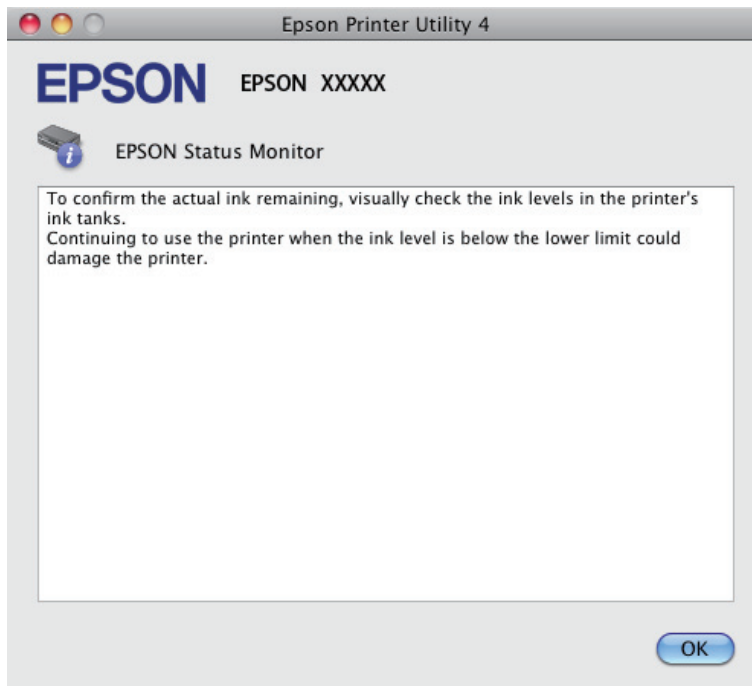 Epson Printer Utility 4
EPSON EPSON XXXXX
i EPSON Status Monitor
To confirm the actual ink remaining, visually check the ink levels in the printer's
ink tanks.
Continuing to use the printer when the ink level is below the lower limit could
damage the printer.
OK